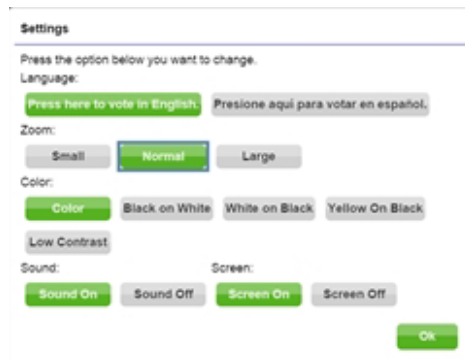 Settings
Press the option below you want to change.
Language:
Press here to vote in English. Presione aquí para votar en español.
Zoom:
Small Normal Large
Color:
Color Black on White White on Black Yellow On Black
Low Contrast
Sound: Screen:
Sound On Sound Off Screen On Screen Off
Ok